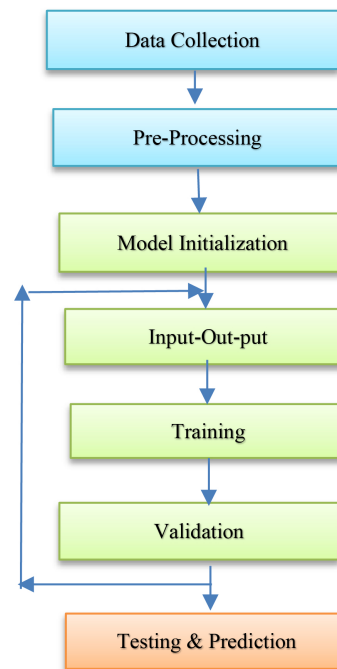 Data Collection
Pre-Processing
Model Initialization
Input-Out-put
Training
Validation
Testing & Prediction